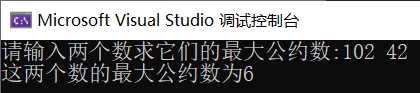 Microsoft Visual Studio 调试控制台
请输入两个数求它们的最大公约数:102 42
这两个数的最大公约数为6